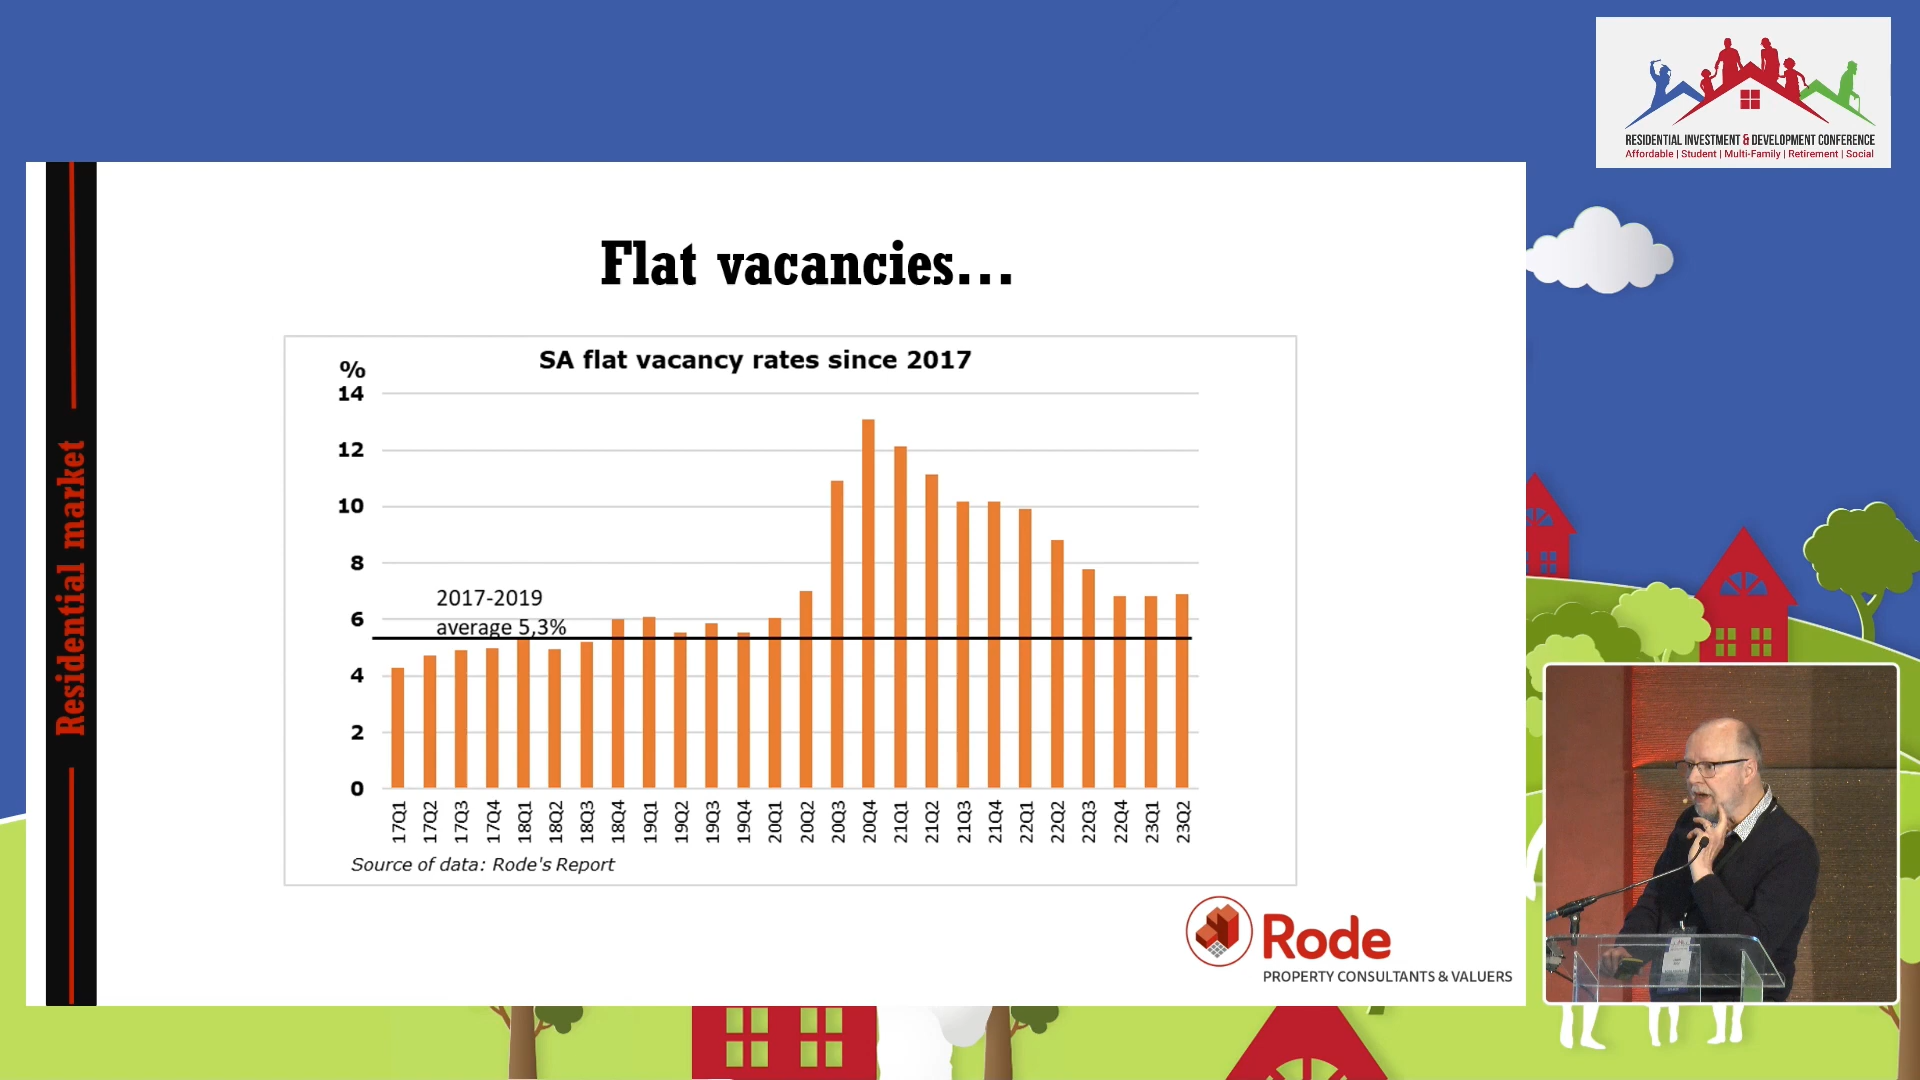 RESIDENTIAL INVESTMENT & DEVELOPMENT CONFERENCE
Affordable | Student | Multi-Family | Retirement | Social
Residential market
Flat vacancies...
SA flat vacancy rates since 2017
%
14
12
10
8
6
4
2
0
2017-2019
average 5,3%
17Q1
17Q2
17Q3
17Q4
18Q1
18Q2
18Q3
18Q4
19Q1
19Q2
19Q3
19Q4
20Q1
20Q2
20Q3
20Q4
21Q1
21Q2
21Q3
21Q4
22Q1
22Q2
22Q3
22Q4
23Q1
23Q2
Source of data: Rode's Report
Rode
PROPERTY CONSULTANTS & VALUERS